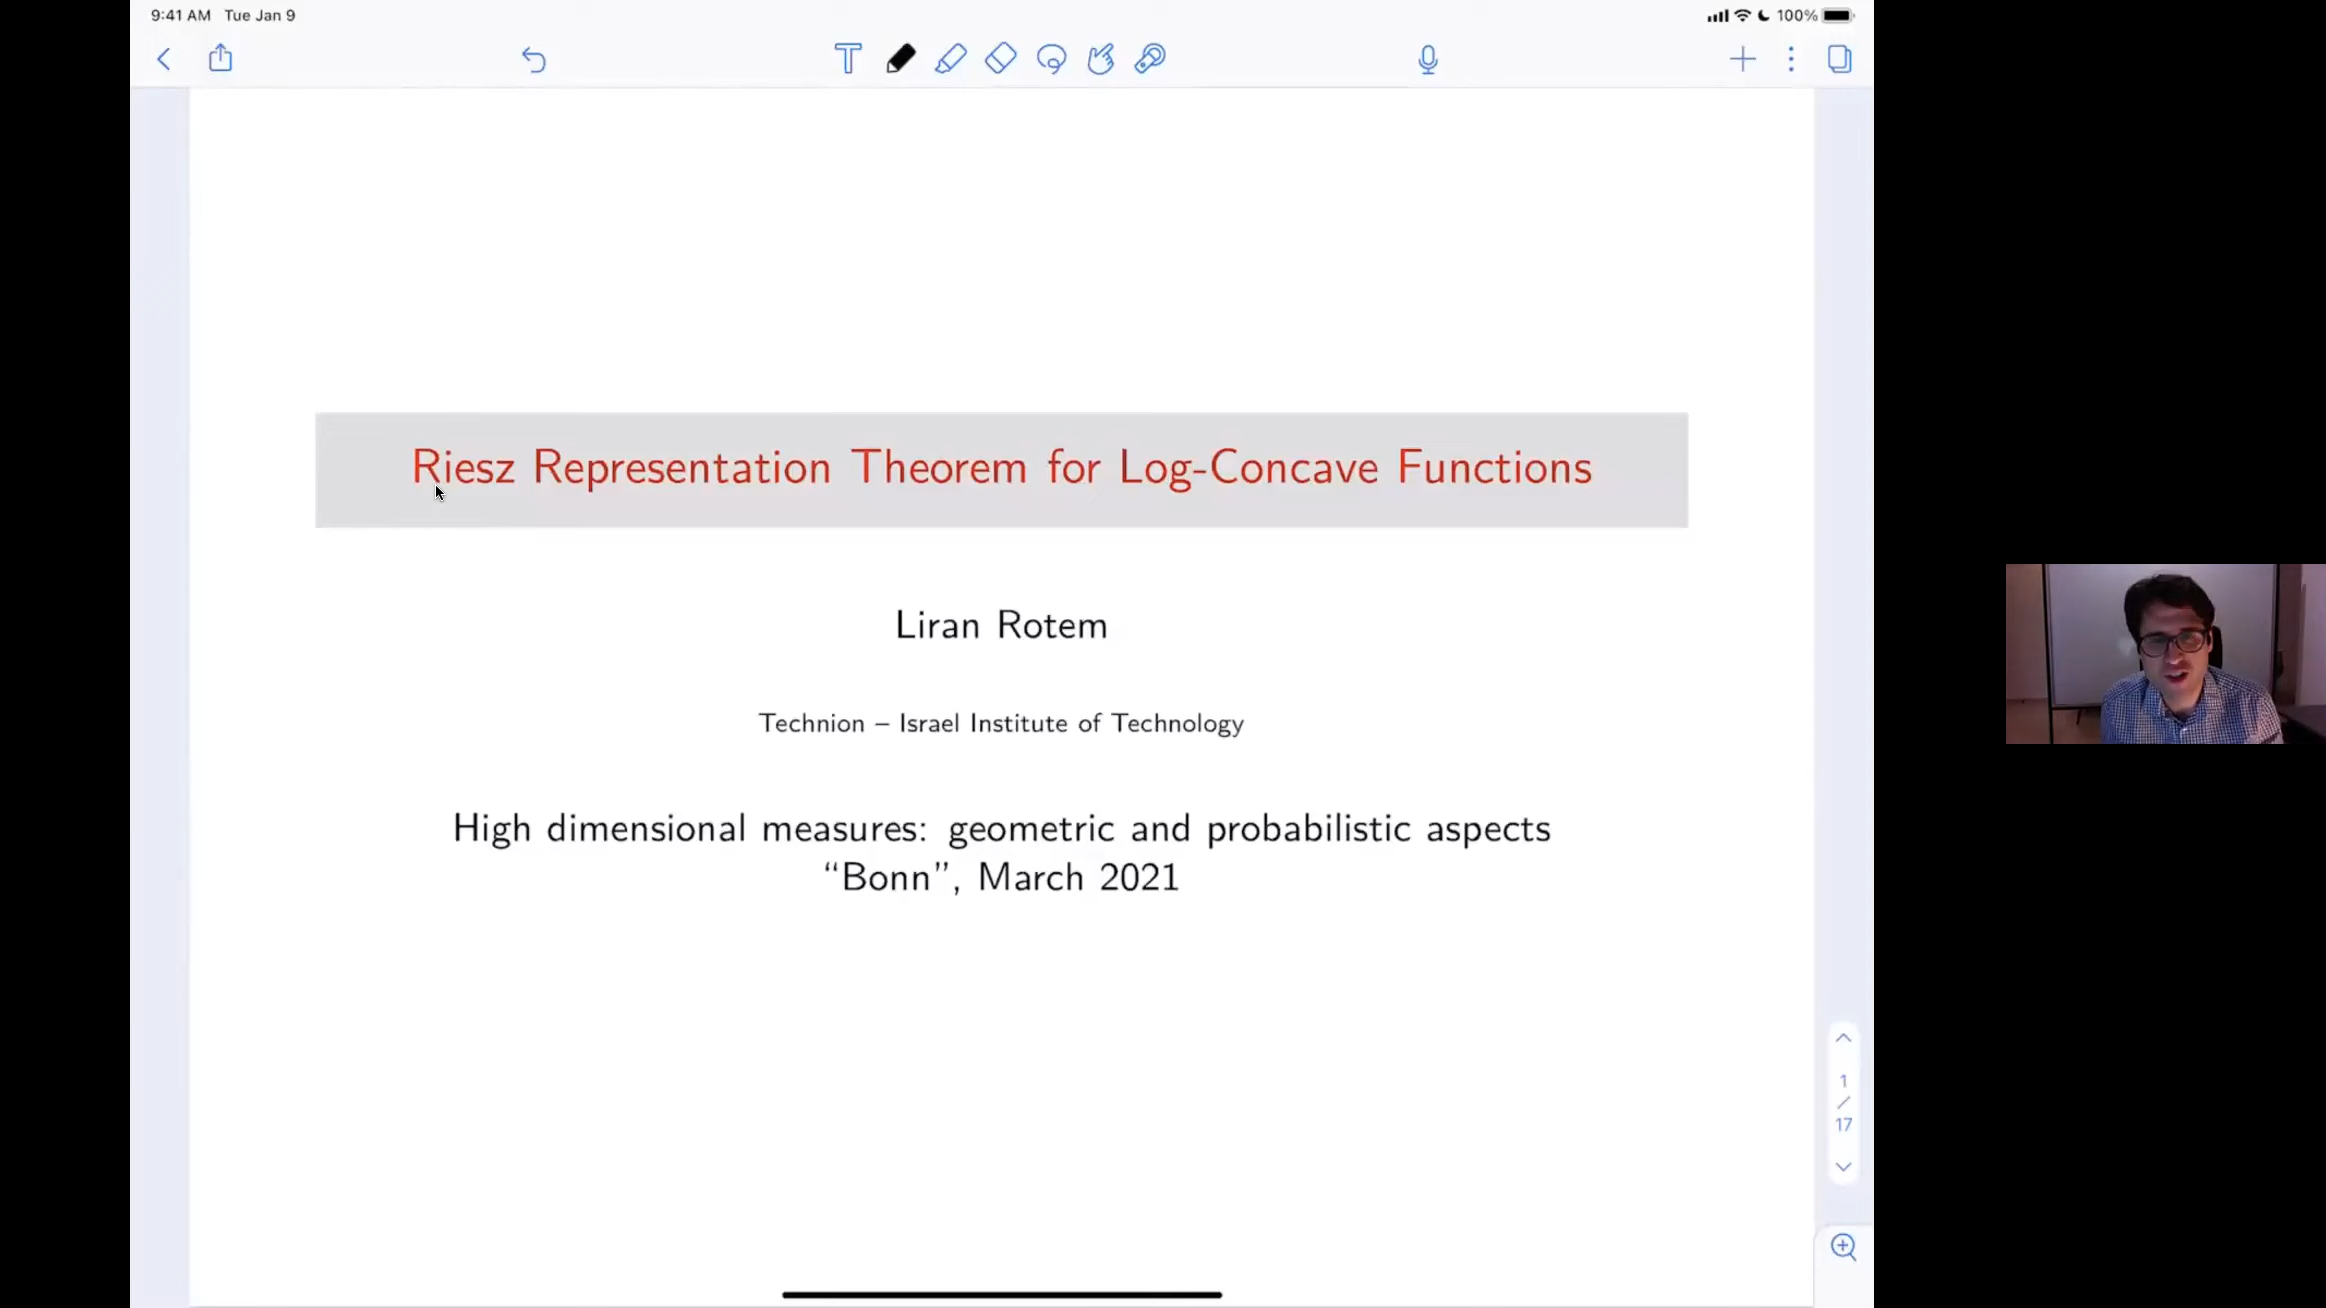 9:41 AM Tue Jan 9
100%
Riesz Representation Theorem for Log-Concave Functions
Liran Rotem
Technion – Israel Institute of Technology
High dimensional measures: geometric and probabilistic aspects
“Bonn”, March 2021
1
/
17